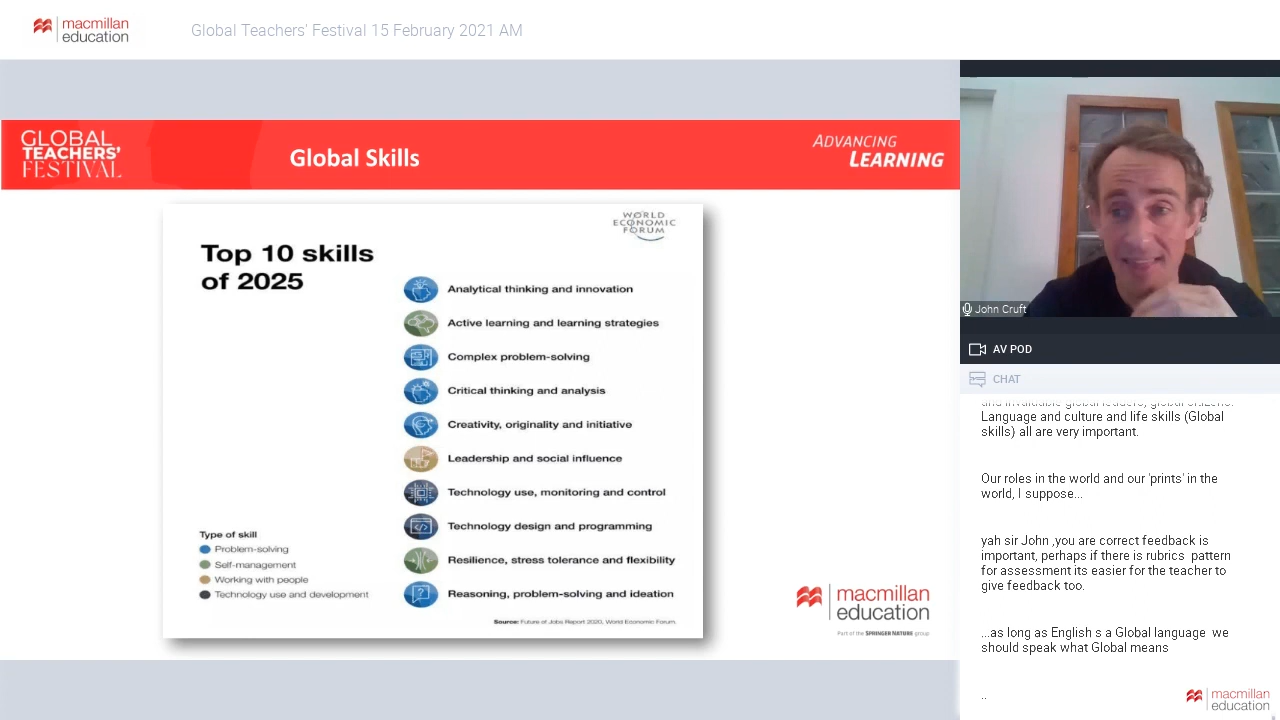 macmillan
education
Global Teachers' Festival 15 February 2021 AM
GLOBAL
TEACHERS'
FESTIVAL
Global Skills
ADVANCING
LEARNING
WORLD
ECONOMIC
FORUM
Top 10 skills
of 2025
Analytical thinking and innovation
Active learning and learning strategies
Complex problem-solving
Critical thinking and analysis
Creativity, originality and initiative
Leadership and social influence
Technology use, monitoring and control
Technology design and programming
Resilience, stress tolerance and flexibility
Reasoning, problem-solving and ideation
Type of skill
Problem-solving
Self-management
Working with people
Technology use and development
Source: Future of Jobs Report 2020, World Economic Forum.
macmillan
education
Part of the SPRINGER NATURE group
John Cruft
AV POD
CHAT
global leaders, global citizens.
Language and culture and life skills (Global
skills) all are very important.
Our roles in the world and our 'prints' in the
world, I suppose...
yah sir John ,you are correct feedback is
important, perhaps if there is rubrics pattern
for assessment its easier for the teacher to
give feedback too.
...as long as English s a Global language we
should speak what Global means
..
macmillan
education